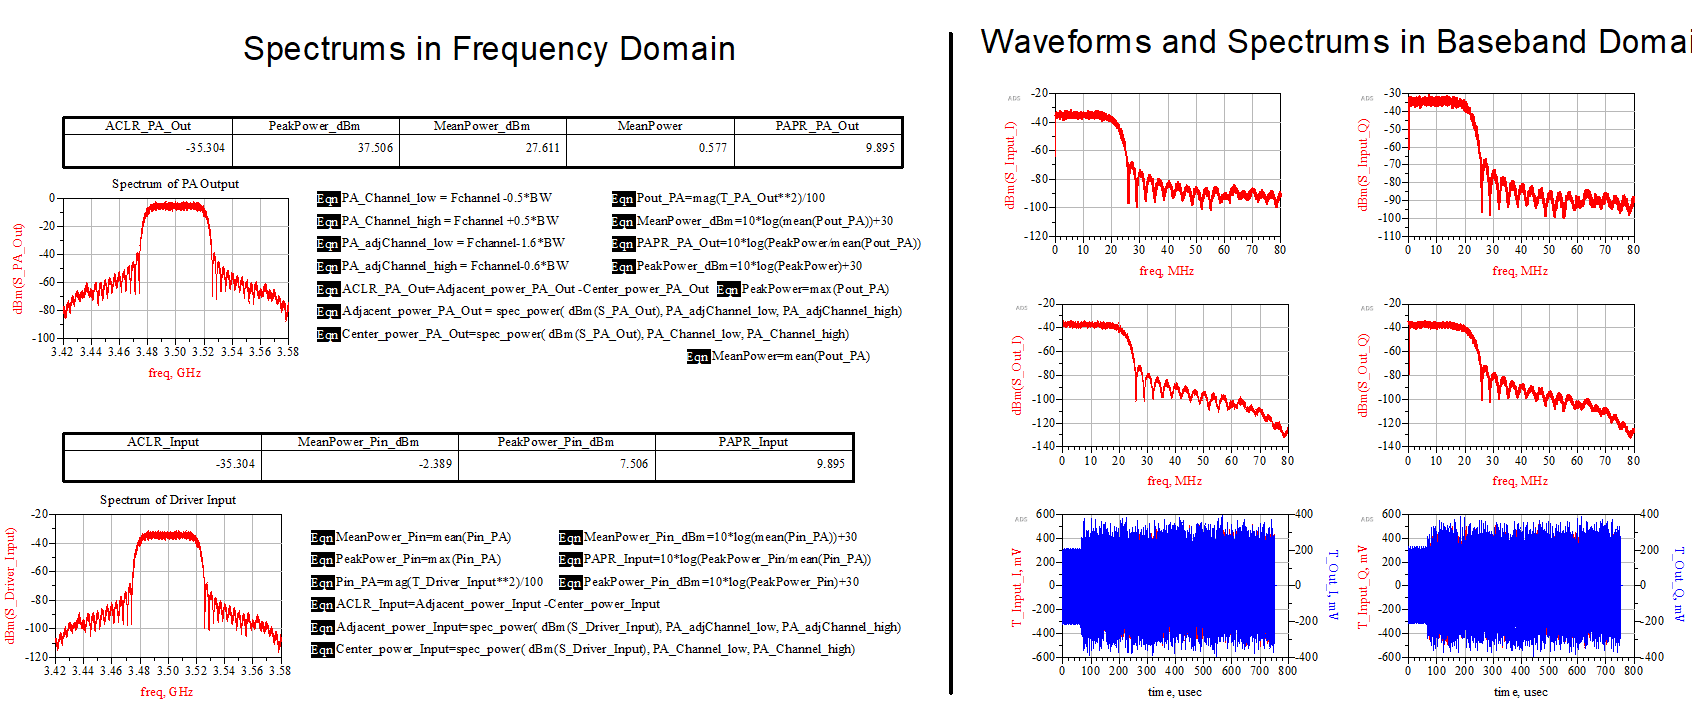 Spectrums in Frequency Domain
ACLR_PA_Out PeakPower_dBm MeanPower_dBm MeanPower PAPR_PA_Out
-35.304 37.506 27.611 0.577 9.895
Spectrum of PA Output
dBm(S_PA_Out)
0
-20
-40
-60
-80
-100
3.42 3.44 3.46 3.48 3.50 3.52 3.54 3.56 3.58
freq, GHz
Eqn PA_Channel_low = Fchannel -0.5*BW
Eqn PA_Channel_high = Fchannel +0.5*BW
Eqn PA_adjChannel_low = Fchannel-1.6*BW
Eqn PA_adjChannel_high = Fchannel-0.6*BW
Eqn ACLR_PA_Out=Adjacent_power_PA_Out -Center_power_PA_Out
Eqn Adjacent_power_PA_Out = spec_power( dBm(S_PA_Out), PA_adjChannel_low, PA_adjChannel_high)
Eqn Center_power_PA_Out=spec_power( dBm(S_PA_Out), PA_Channel_low, PA_Channel_high)
Eqn Pout_PA=mag(T_PA_Out**2)/100
Eqn MeanPower_dBm=10*log(mean(Pout_PA))+30
Eqn PAPR_PA_Out=10*log(PeakPower/mean(Pout_PA))
Eqn PeakPower_dBm=10*log(PeakPower)+30
Eqn PeakPower=max(Pout_PA)
Eqn MeanPower=mean(Pout_PA)
ACLR_Input MeanPower_Pin_dBm PeakPower_Pin_dBm PAPR_Input
-35.304 -2.389 7.506 9.895
Spectrum of Driver Input
dBm(S_Driver_Input)
-20
-40
-60
-80
-100
-120
3.42 3.44 3.46 3.48 3.50 3.52 3.54 3.56 3.58
freq, GHz
Eqn MeanPower_Pin=mean(Pin_PA)
Eqn PeakPower_Pin=max(Pin_PA)
Eqn Pin_PA=mag(T_Driver_Input**2)/100
Eqn ACLR_Input=Adjacent_power_Input -Center_power_Input
Eqn Adjacent_power_Input=spec_power( dBm(S_Driver_Input), PA_adjChannel_low, PA_adjChannel_high)
Eqn Center_power_Input=spec_power( dBm(S_Driver_Input), PA_Channel_low, PA_Channel_high)
Eqn MeanPower_Pin_dBm=10*log(mean(Pin_PA))+30
Eqn PAPR_Input=10*log(PeakPower_Pin/mean(Pin_PA))
Eqn PeakPower_Pin_dBm=10*log(PeakPower_Pin)+30
Waveforms and Spectrums in Baseband Domai
ADS
dBm(S_Input_I)
-20
-40
-60
-80
-100
-120
0 10 20 30 40 50 60 70 80
freq, MHz
ADS
dBm(S_Input_Q)
-30
-40
-50
-60
-70
-80
-90
-100
-110
0 10 20 30 40 50 60 70 80
freq, MHz
ADS
dBm(S_Out_I)
-20
-40
-60
-80
-100
-120
-140
0 10 20 30 40 50 60 70 80
freq, MHz
ADS
dBm(S_Out_Q)
-20
-40
-60
-80
-100
-120
-140
0 10 20 30 40 50 60 70 80
freq, MHz
ADS
T_Input_I, mV
600
400
200
0
-200
-400
-600
400
200
0
-200
-400
T_Out_I, mV
0 100 200 300 400 500 600 700 800
time, usec
ADS
T_Input_Q, mV
600
400
200
0
-200
-400
-600
400
200
0
-200
-400
T_Out_Q, mV
0 100 200 300 400 500 600 700 800
time, usec